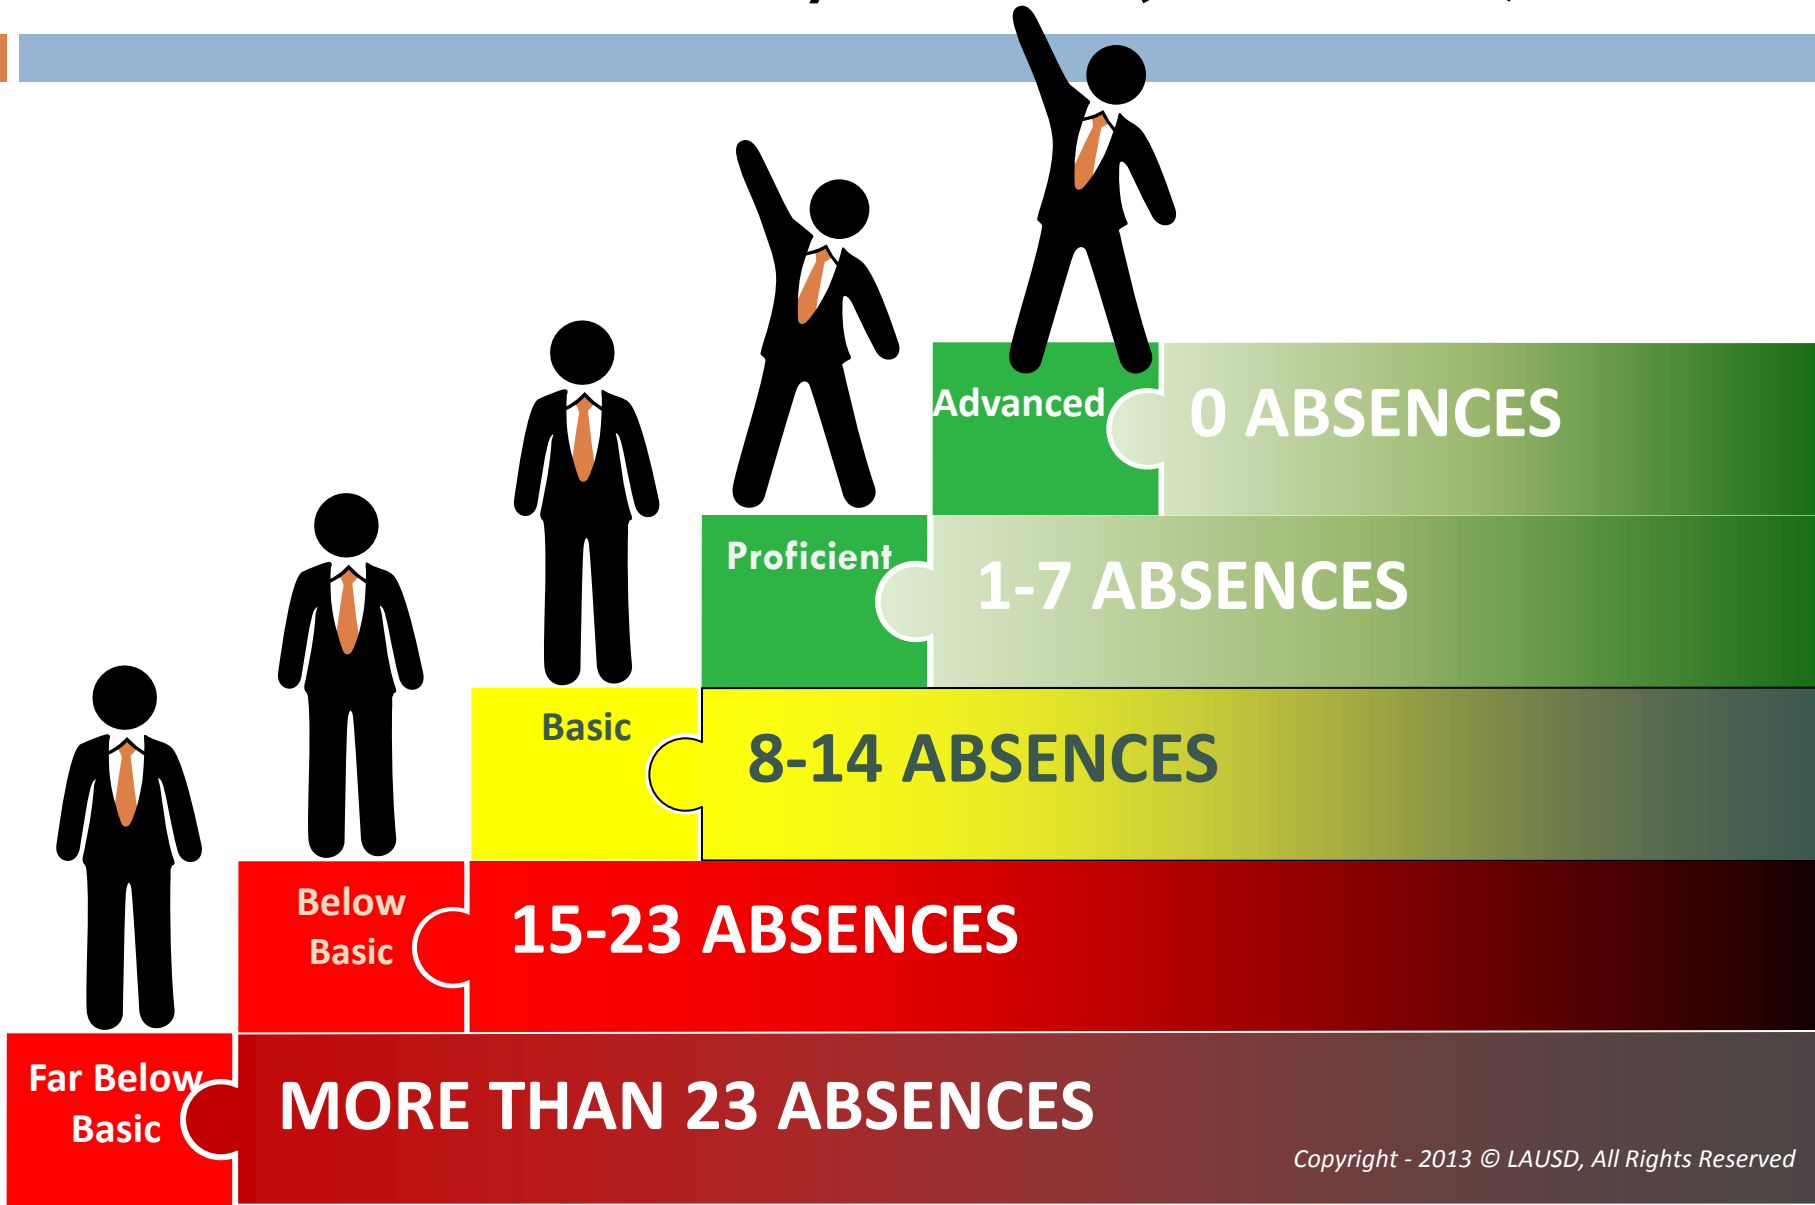 Advanced
0 ABSENCES
Proficient
1-7 ABSENCES
Basic
8-14 ABSENCES
Below
Basic
15-23 ABSENCES
Far Below
Basic
MORE THAN 23 ABSENCES
Copyright - 2013 © LAUSD, All Rights Reserved